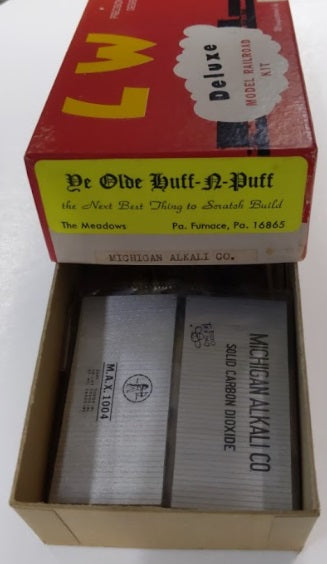 LW
Deluxe
MODEL RAILROAD
KIT
Ye Olde Huff-N-Puff
the Next Best Thing to Scratch Build
The Meadows Pa. Furnace, Pa. 16865
MICHIGAN ALKALI CO.
MICHIGAN ALKALI CO
SOLID CARBON DIOXIDE
M.A.X. 1004